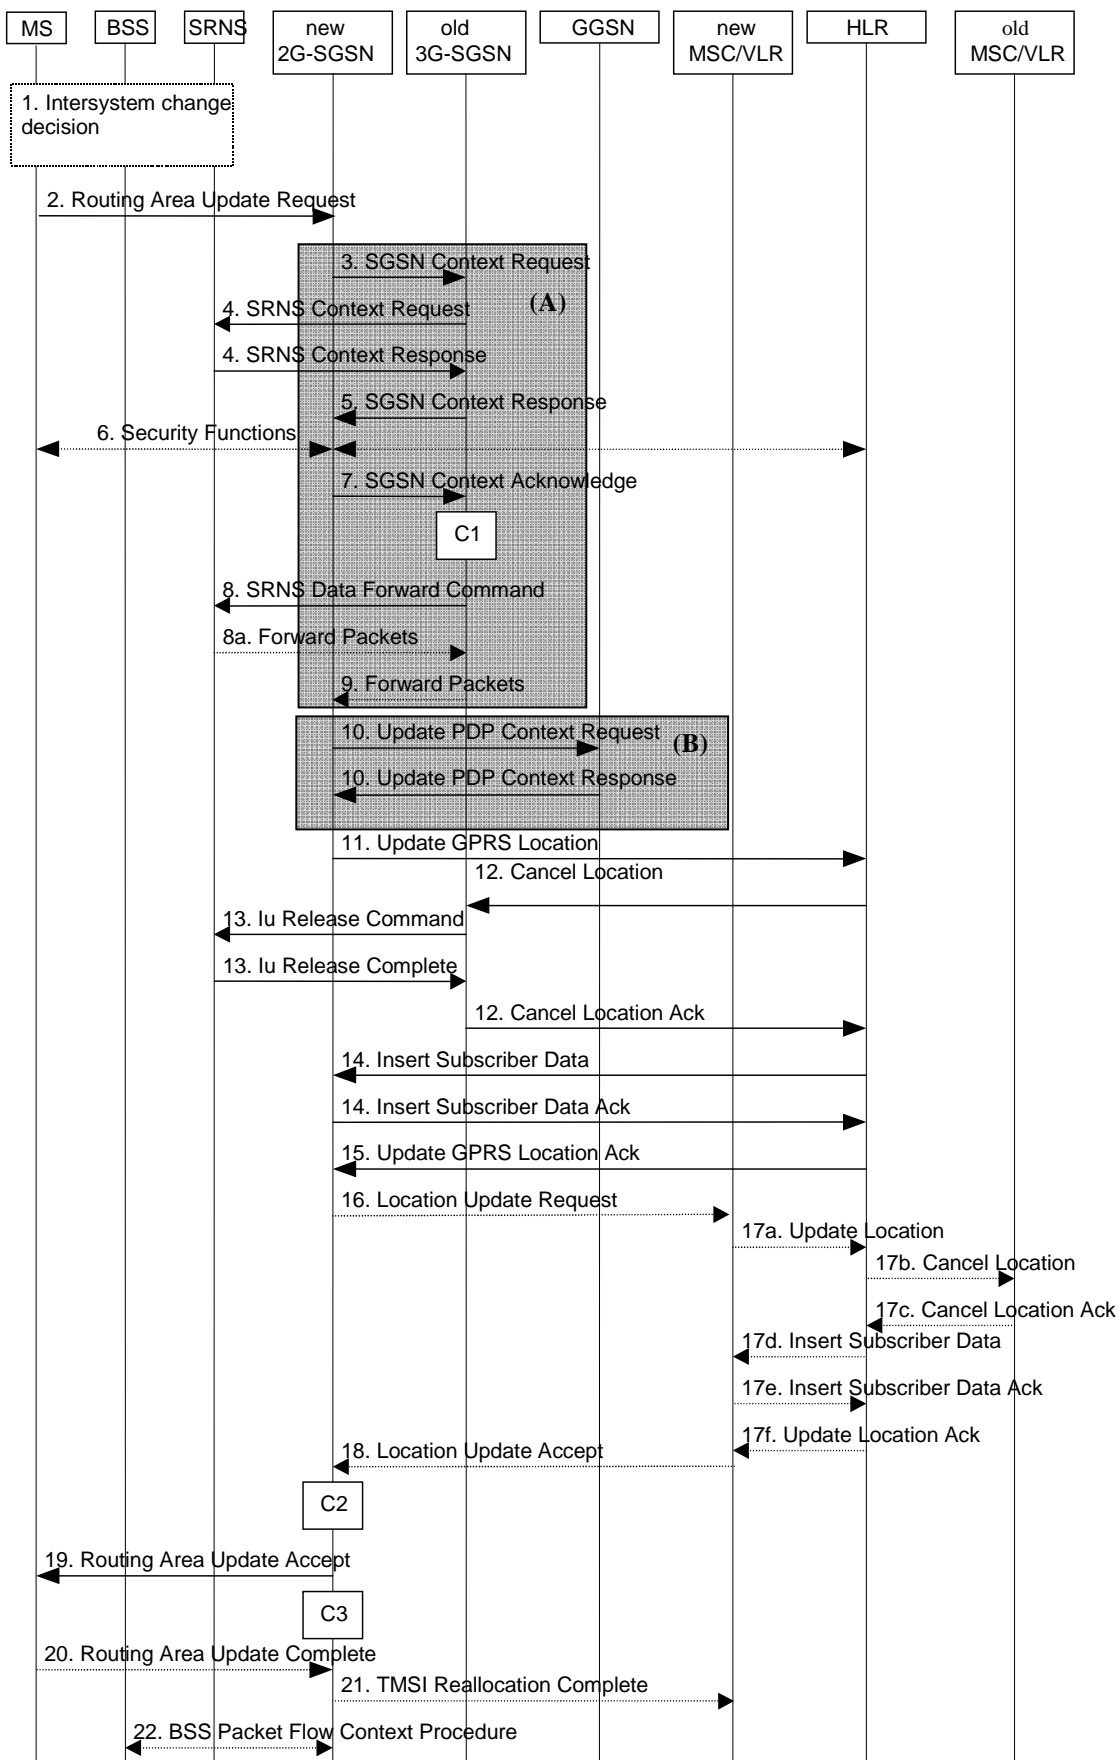 MS
BSS
SRNS
new
2G-SGSN
old
3G-SGSN
GGSN
new
MSC/VLR
HLR
old
MSC/VLR
1. Intersystem change
decision
2. Routing Area Update Request
3. SGSN Context Request
(A)
4. SRNS Context Request
4. SRNS Context Response
5. SGSN Context Response
6. Security Functions
7. SGSN Context Acknowledge
C1
8. SRNS Data Forward Command
8a. Forward Packets
9. Forward Packets
10. Update PDP Context Request
(B)
10. Update PDP Context Response
11. Update GPRS Location
12. Cancel Location
13. Iu Release Command
13. Iu Release Complete
12. Cancel Location Ack
14. Insert Subscriber Data
14. Insert Subscriber Data Ack
15. Update GPRS Location Ack
16. Location Update Request
17a. Update Location
17b. Cancel Location
17c. Cancel Location Ack
17d. Insert Subscriber Data
17e. Insert Subscriber Data Ack
17f. Update Location Ack
18. Location Update Accept
C2
19. Routing Area Update Accept
C3
20. Routing Area Update Complete
21. TMSI Reallocation Complete
22. BSS Packet Flow Context Procedure